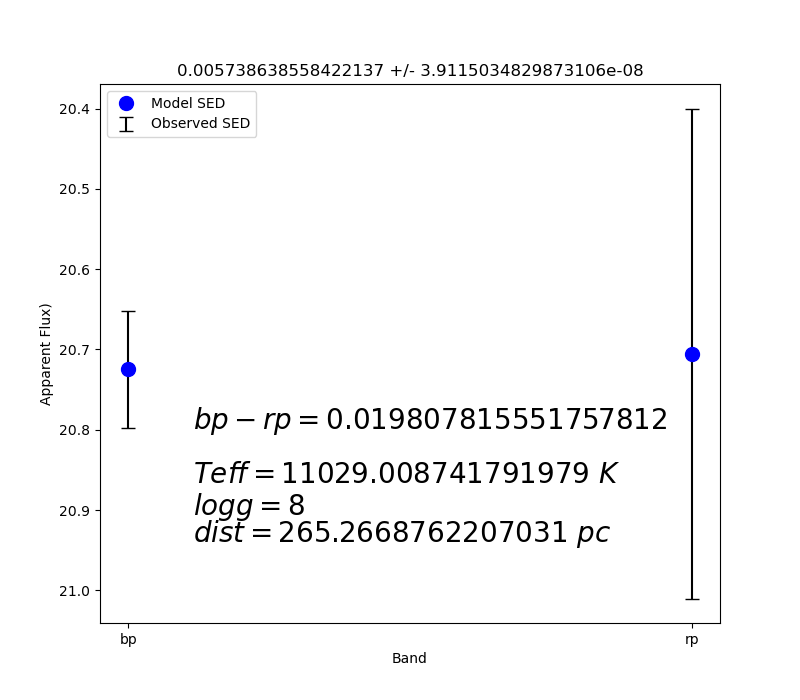 0.005738638558422137 +/- 3.9115034829873106e-08
Model SED
Observed SED
20.4
20.5
20.6
20.7
20.8
20.9
21.0
Apparent Flux)
bp − rp = 0.019807815551757812
Teff = 11029.008741791979 K
logg = 8
dist = 265.2668762207031 pc
bp
rp
Band